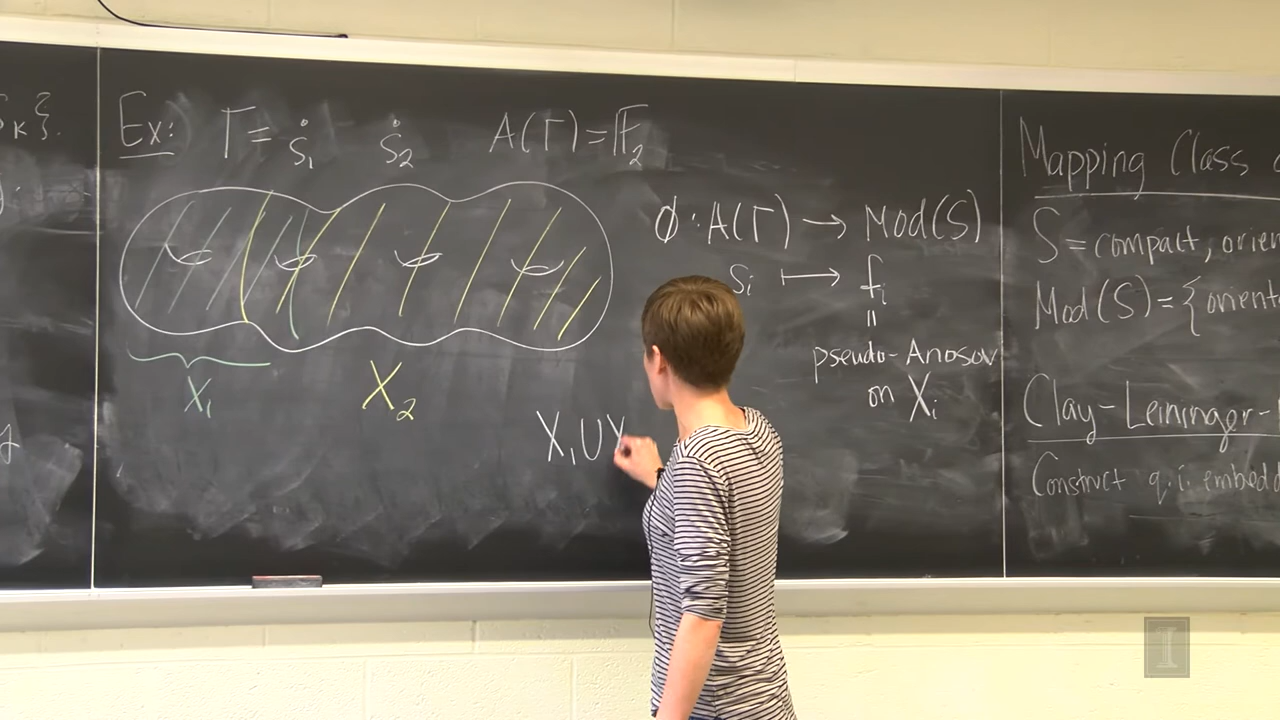 Sₖ}.
Ex: Γ = s₁ s₂ A(Γ) = F₂
X₁
X₂
X₁ ∪ X
φ : A(Γ) → Mod(S)
sᵢ ⟼ fᵢ
=
pseudo-Anosov
on Xᵢ
Mapping Class
S = compact, orien
Mod(S) = {orient
Clay-Leininger-
Construct q.i. embedd